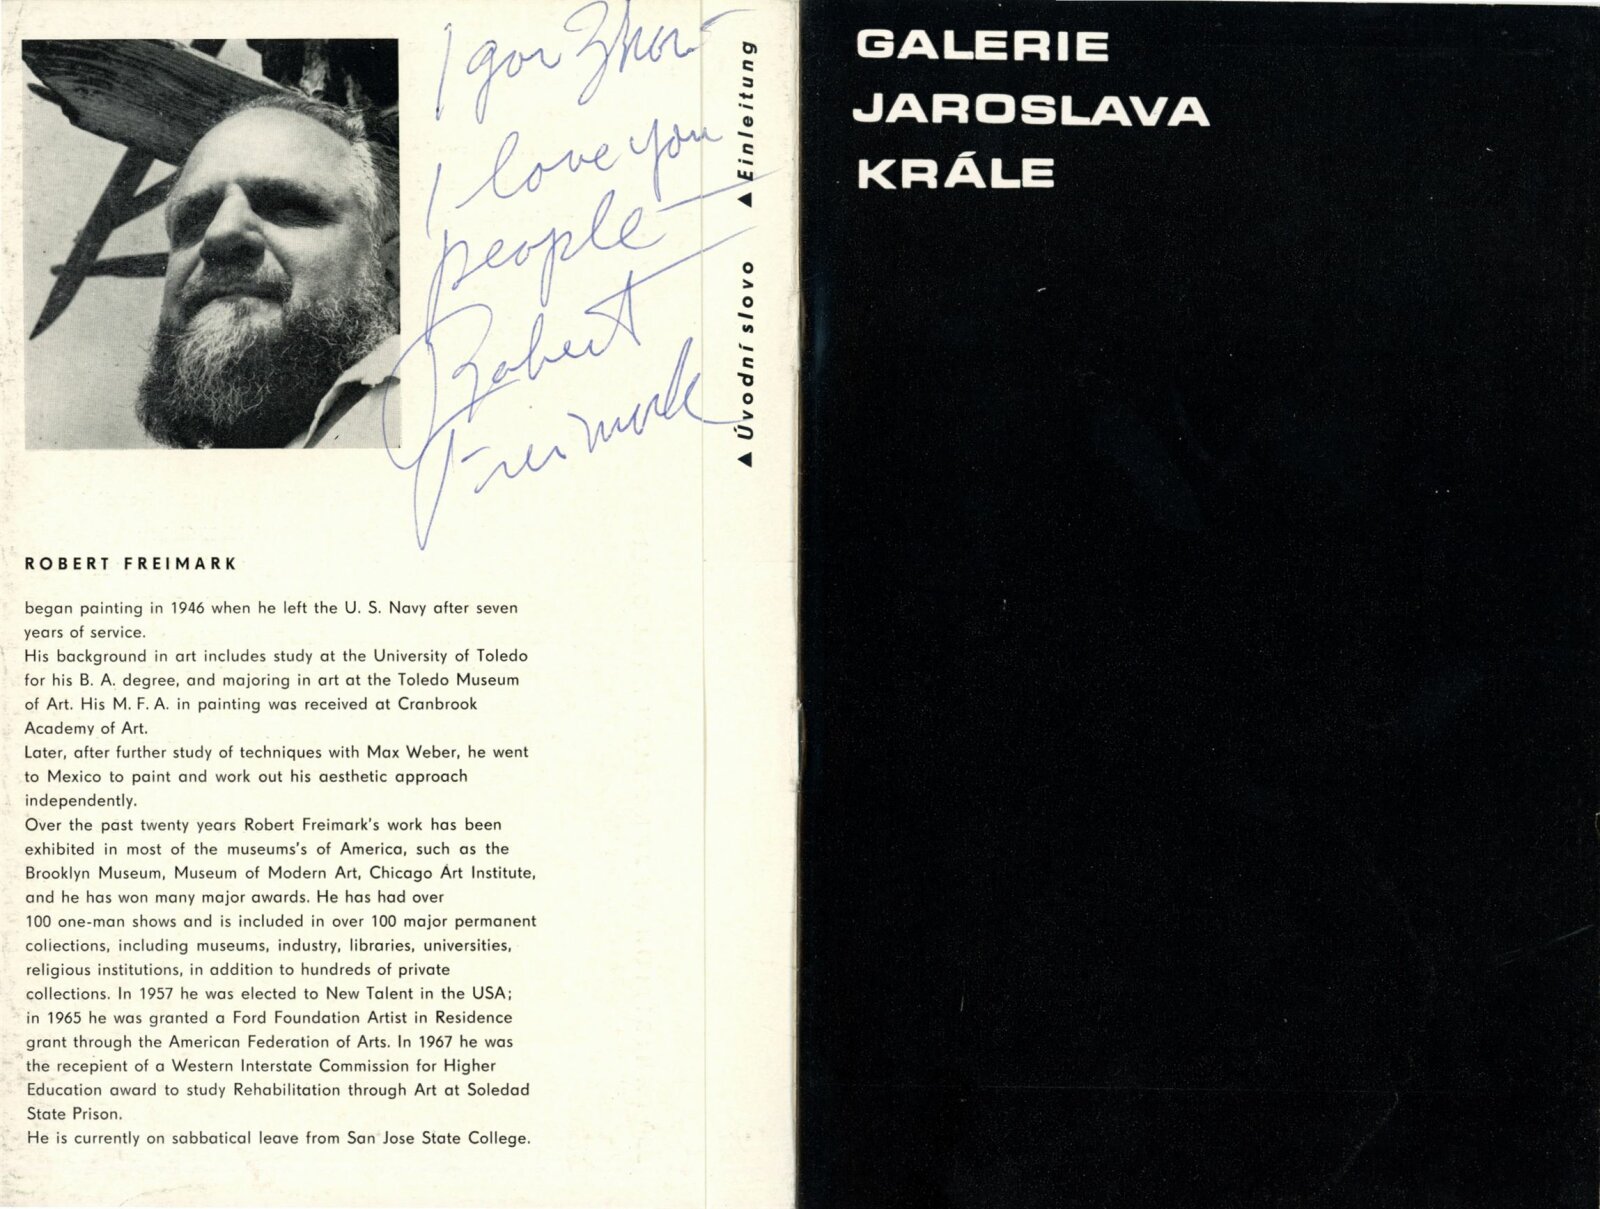 Igor
I love you
people —
Robert
Freimark
▲ Úvodní slovo ▲ Einleitung
ROBERT FREIMARK
began painting in 1946 when he left the U. S. Navy after seven
years of service.
His background in art includes study at the University of Toledo
for his B. A. degree, and majoring in art at the Toledo Museum
of Art. His M. F. A. in painting was received at Cranbrook
Academy of Art.
Later, after further study of techniques with Max Weber, he went
to Mexico to paint and work out his aesthetic approach
independently.
Over the past twenty years Robert Freimark's work has been
exhibited in most of the museums's of America, such as the
Brooklyn Museum, Museum of Modern Art, Chicago Art Institute,
and he has won many major awards. He has had over
100 one-man shows and is included in over 100 major permanent
collections, including museums, industry, libraries, universities,
religious institutions, in addition to hundreds of private
collections. In 1957 he was elected to New Talent in the USA;
in 1965 he was granted a Ford Foundation Artist in Residence
grant through the American Federation of Arts. In 1967 he was
the recepient of a Western Interstate Commission for Higher
Education award to study Rehabilitation through Art at Soledad
State Prison.
He is currently on sabbatical leave from San Jose State College.
GALERIE
JAROSLAVA
KRÁLE